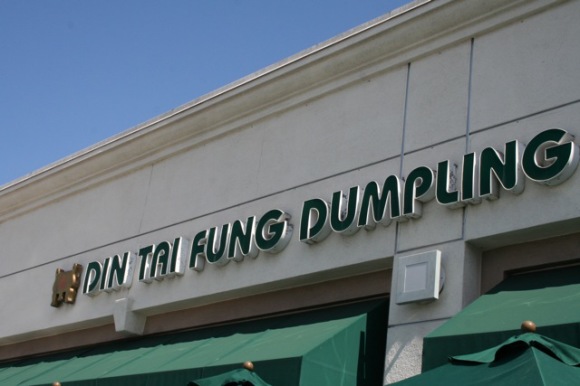 DIN TAI FUNG DUMPLING